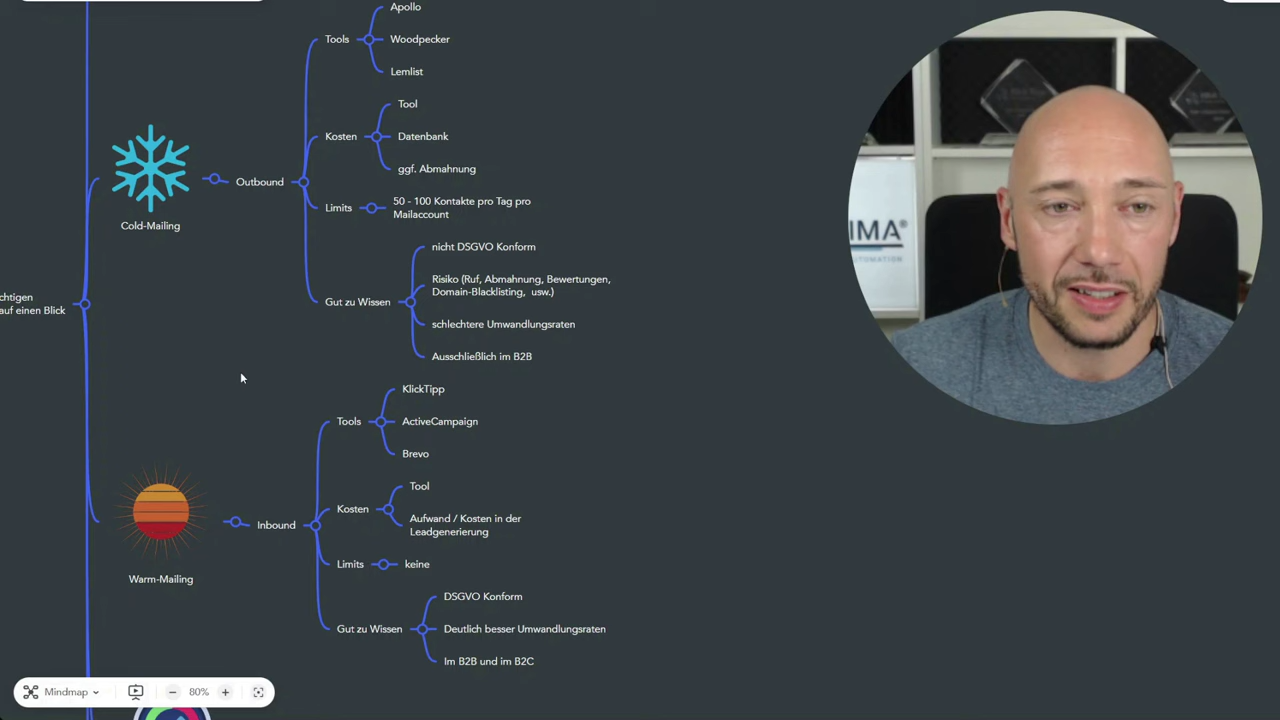 Apollo
Tools
Woodpecker
Lemlist
Tool
Kosten
Datenbank
ggf. Abmahnung
Cold-Mailing
Outbound
Limits
50 - 100 Kontakte pro Tag pro
Mailaccount
nicht DSGVO Konform
Gut zu Wissen
Risiko (Ruf, Abmahnung, Bewertungen,
Domain-Blacklisting, usw.)
schlechtere Umwandlungsraten
Ausschließlich im B2B
chtigen
auf einen Blick
KlickTipp
Tools
ActiveCampaign
Brevo
Tool
Kosten
Aufwand / Kosten in der
Leadgenerierung
Warm-Mailing
Inbound
Limits
keine
DSGVO Konform
Gut zu Wissen
Deutlich besser Umwandlungsraten
Im B2B und im B2C
Mindmap
80%
IMA®
AUTOMATION